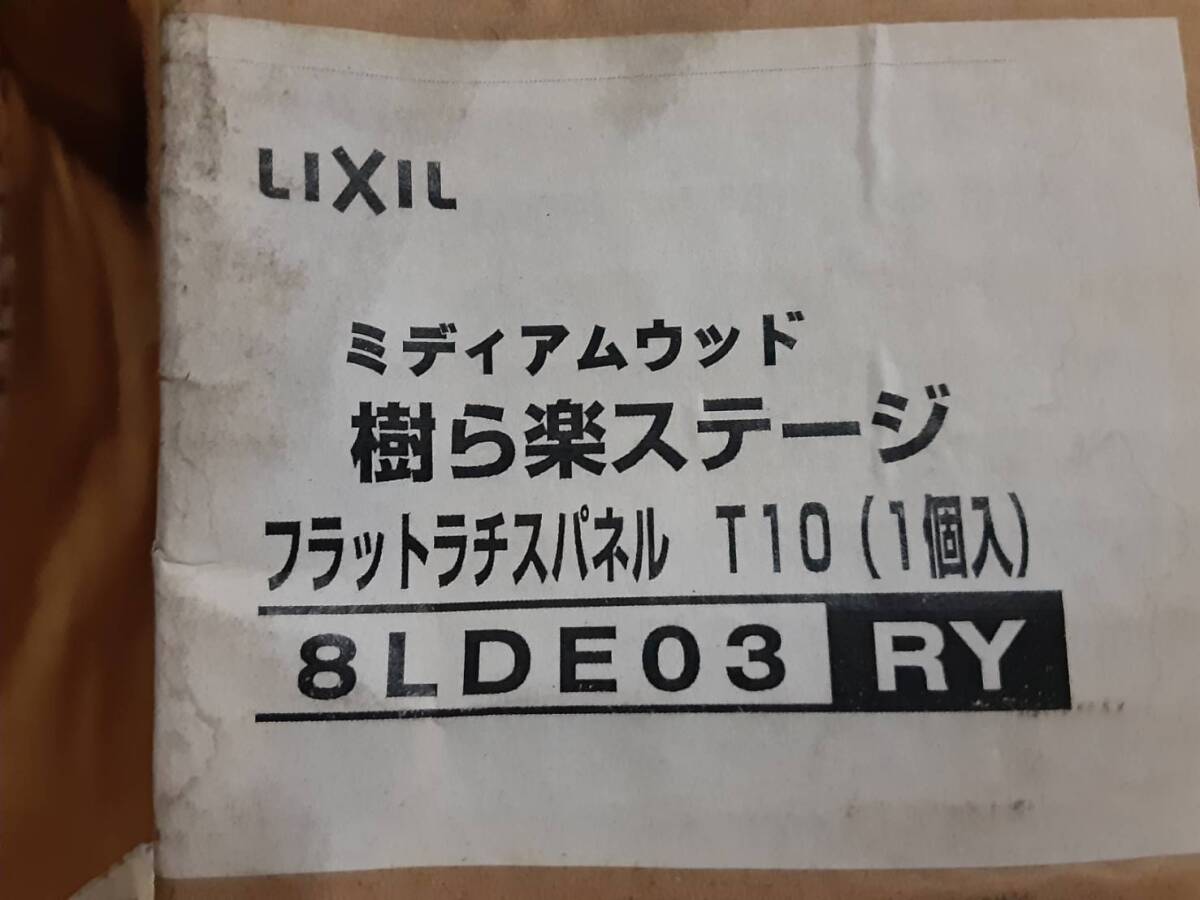 LIXIL
ミディアムウッド
樹ら楽ステージ
フラットラチスパネル T10(1個入)
8LDE03 RY